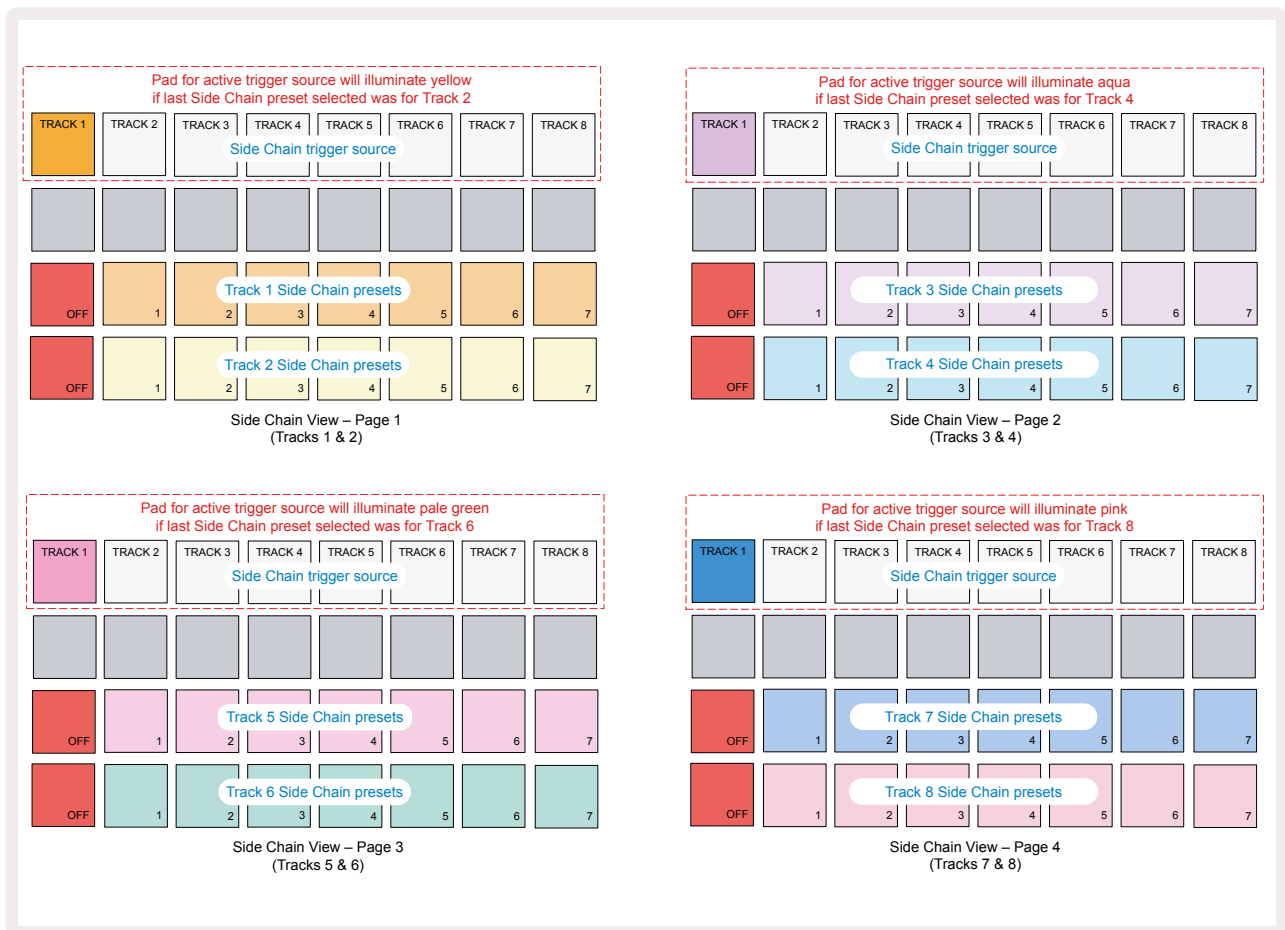 Pad for active trigger source will illuminate yellow
if last Side Chain preset selected was for Track 2
TRACK 1 TRACK 2 TRACK 3 TRACK 4 TRACK 5 TRACK 6 TRACK 7 TRACK 8
Side Chain trigger source
Track 1 Side Chain presets
OFF 1 2 3 4 5 6 7
Track 2 Side Chain presets
OFF 1 2 3 4 5 6 7
Side Chain View – Page 1
(Tracks 1 & 2)
Pad for active trigger source will illuminate aqua
if last Side Chain preset selected was for Track 4
TRACK 1 TRACK 2 TRACK 3 TRACK 4 TRACK 5 TRACK 6 TRACK 7 TRACK 8
Side Chain trigger source
Track 3 Side Chain presets
OFF 1 2 3 4 5 6 7
Track 4 Side Chain presets
OFF 1 2 3 4 5 6 7
Side Chain View – Page 2
(Tracks 3 & 4)
Pad for active trigger source will illuminate pale green
if last Side Chain preset selected was for Track 6
TRACK 1 TRACK 2 TRACK 3 TRACK 4 TRACK 5 TRACK 6 TRACK 7 TRACK 8
Side Chain trigger source
Track 5 Side Chain presets
OFF 1 2 3 4 5 6 7
Track 6 Side Chain presets
OFF 1 2 3 4 5 6 7
Side Chain View – Page 3
(Tracks 5 & 6)
Pad for active trigger source will illuminate pink
if last Side Chain preset selected was for Track 8
TRACK 1 TRACK 2 TRACK 3 TRACK 4 TRACK 5 TRACK 6 TRACK 7 TRACK 8
Side Chain trigger source
Track 7 Side Chain presets
OFF 1 2 3 4 5 6 7
Track 8 Side Chain presets
OFF 1 2 3 4 5 6 7
Side Chain View – Page 4
(Tracks 7 & 8)